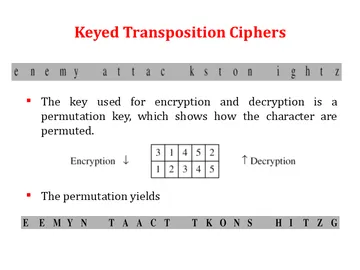 Keyed Transposition Ciphers
e n e m y a t t a c k s t o n i g h t z
▪ The key used for encryption and decryption is a
permutation key, which shows how the character are
permuted.
3 1 4 5 2
Encryption ↓ ↑ Decryption
1 2 3 4 5
▪ The permutation yields
E E M Y N T A A C T T K O N S H I T Z G